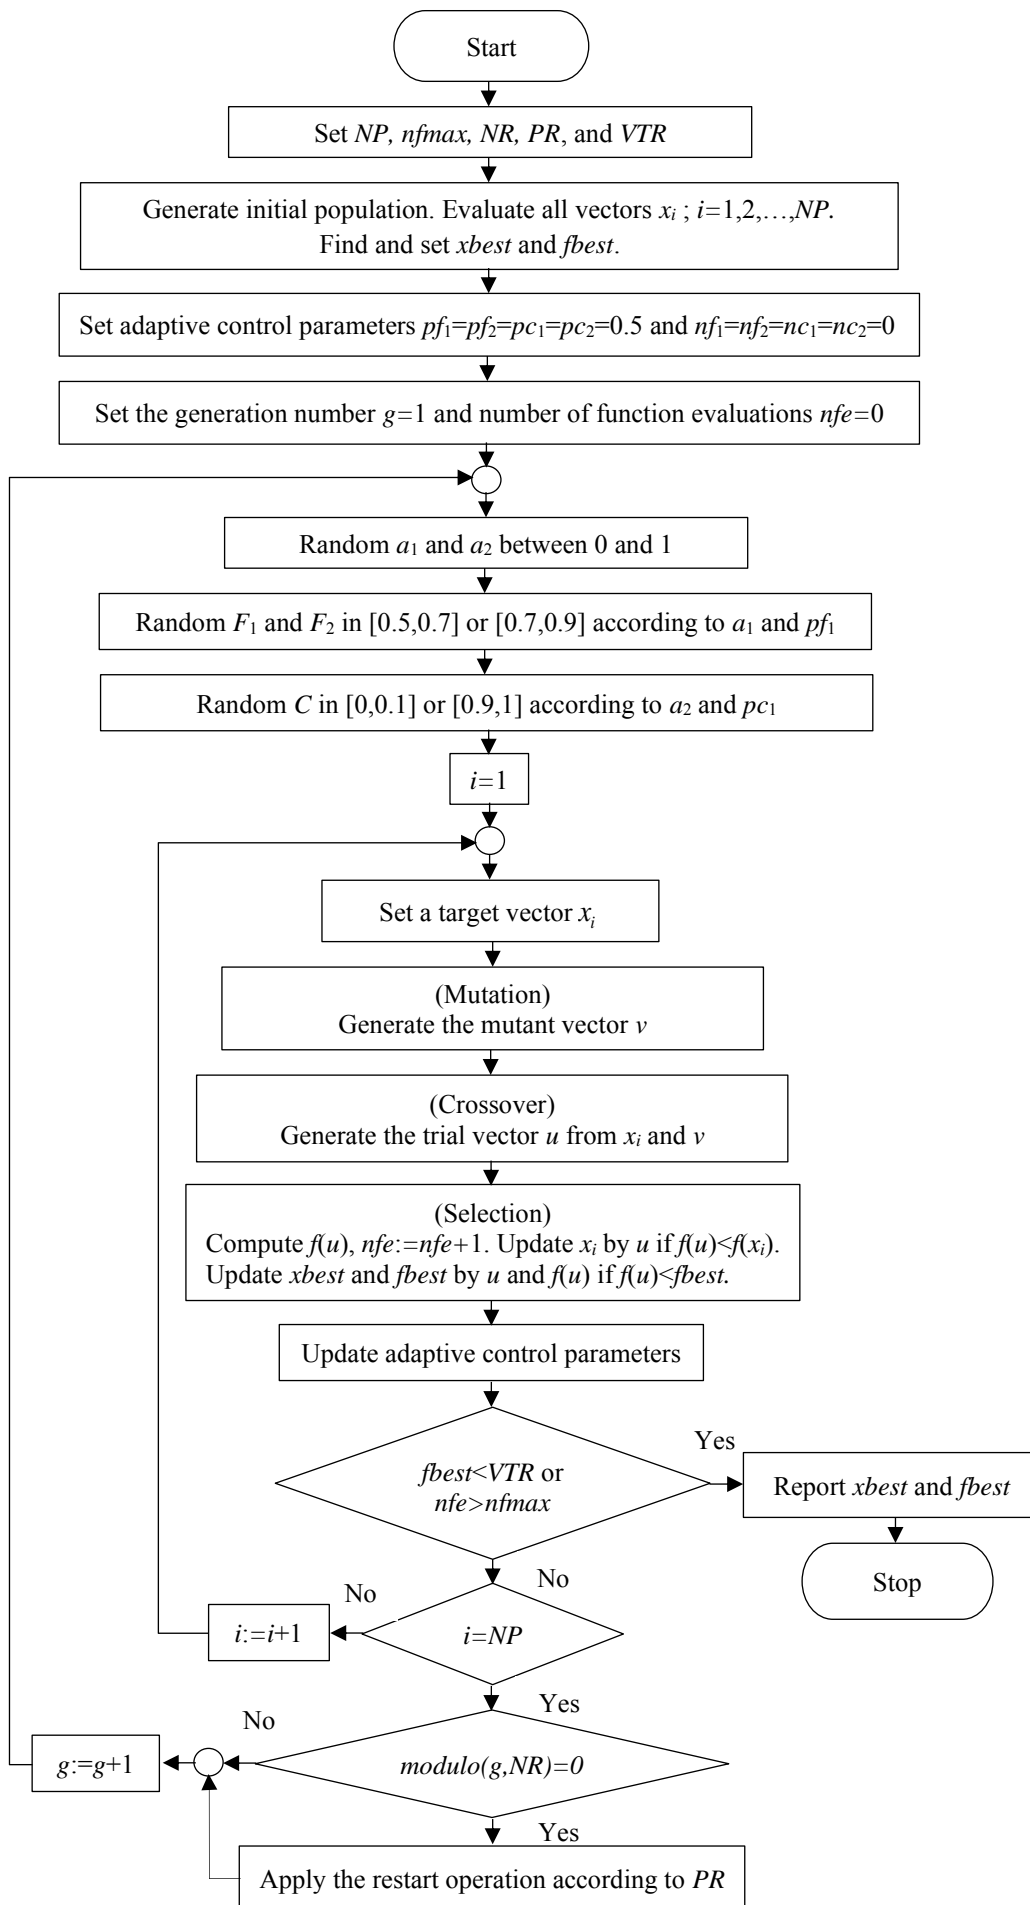 Start
Set NP, nfmax, NR, PR, and VTR
Generate initial population. Evaluate all vectors xᵢ ; i=1,2,…,NP.
Find and set xbest and fbest.
Set adaptive control parameters pf₁=pf₂=pc₁=pc₂=0.5 and nf₁=nf₂=nc₁=nc₂=0
Set the generation number g=1 and number of function evaluations nfe=0
Random a₁ and a₂ between 0 and 1
Random F₁ and F₂ in [0.5,0.7] or [0.7,0.9] according to a₁ and pf₁
Random C in [0,0.1] or [0.9,1] according to a₂ and pc₁
i=1
Set a target vector xᵢ
(Mutation)
Generate the mutant vector v
(Crossover)
Generate the trial vector u from xᵢ and v
(Selection)
Compute f(u), nfe:=nfe+1. Update xᵢ by u if f(u)<f(xᵢ).
Update xbest and fbest by u and f(u) if f(u)<fbest.
Update adaptive control parameters
fbest<VTR or
nfe>nfmax
Yes
Report xbest and fbest
Stop
No
i=NP
No
i:=i+1
Yes
modulo(g,NR)=0
No
g:=g+1
Yes
Apply the restart operation according to PR